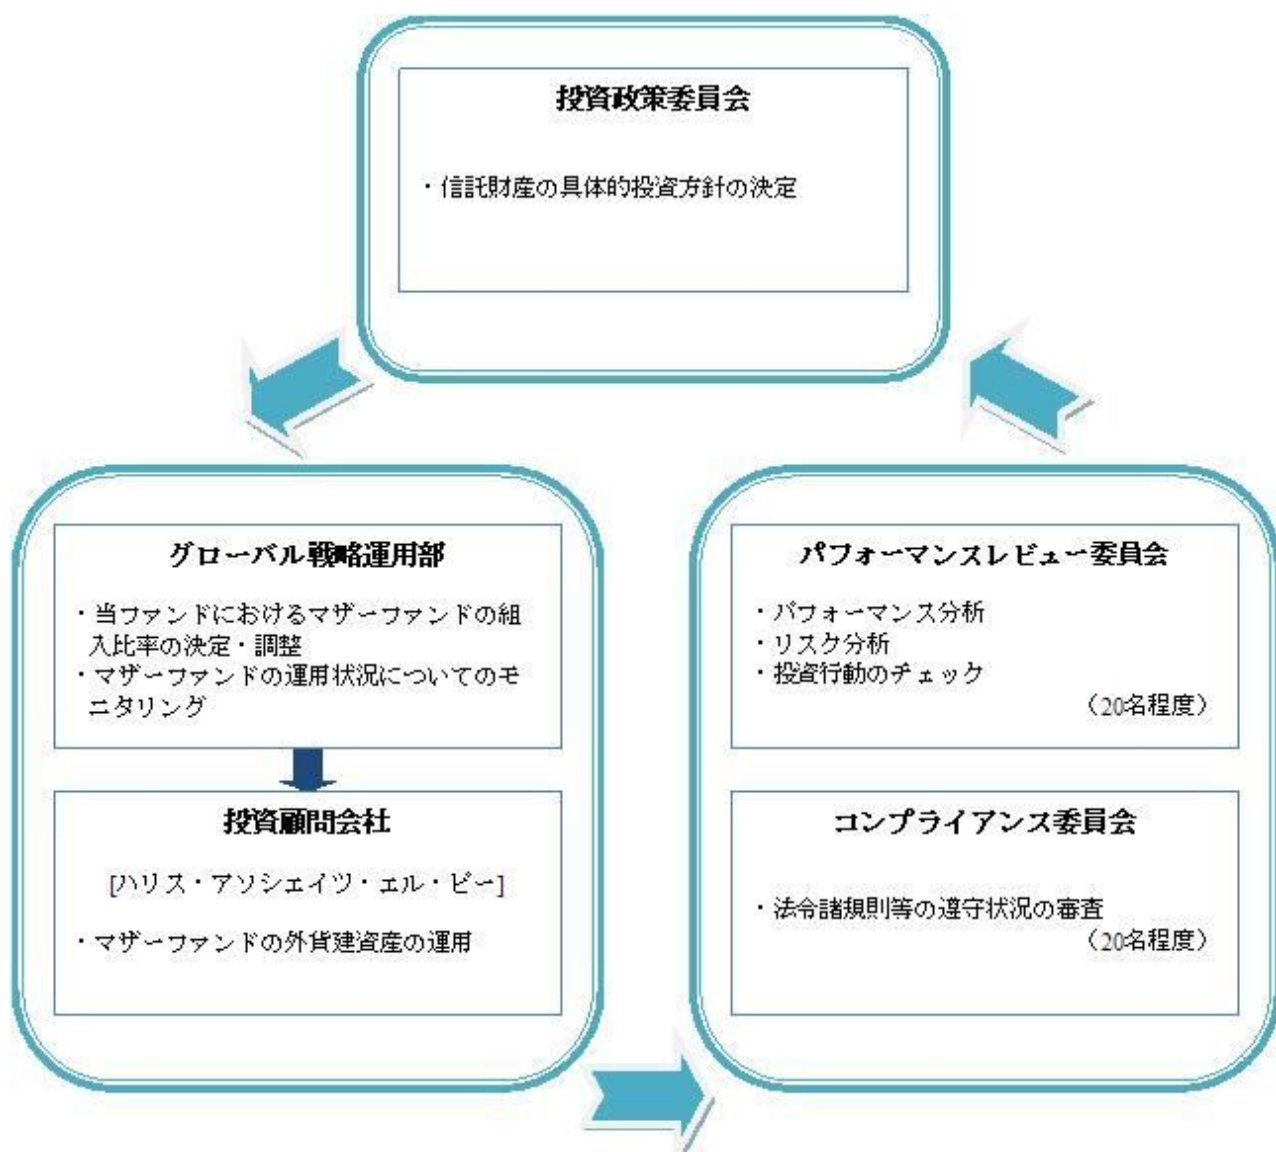 投資政策委員会
・信託財産の具体的投資方針の決定
グローバル戦略運用部
・当ファンドにおけるマザーファンドの組
入比率の決定・調整
・マザーファンドの運用状況についてのモ
ニタリング
投資顧問会社
[ハリス・アソシエイツ・エル・ピー]
・マザーファンドの外貨建資産の運用
パフォーマンスレビュー委員会
・パフォーマンス分析
・リスク分析
・投資行動のチェック
（20名程度）
コンプライアンス委員会
・法令諸規則等の遵守状況の審査
（20名程度）